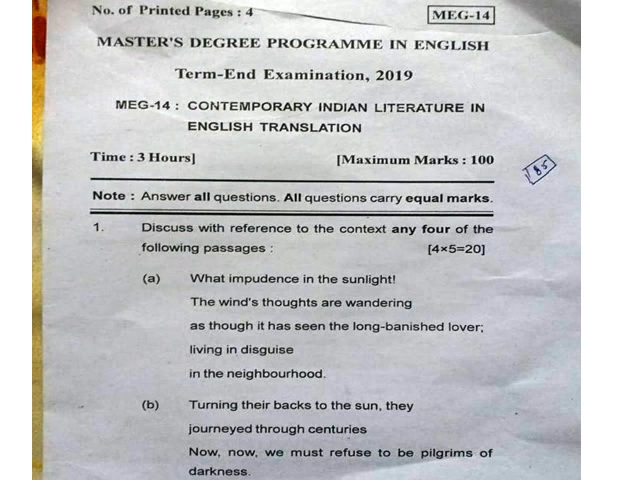 No. of Printed Pages : 4 MEG-14
MASTER'S DEGREE PROGRAMME IN ENGLISH
Term-End Examination, 2019
MEG-14 : CONTEMPORARY INDIAN LITERATURE IN
ENGLISH TRANSLATION
Time : 3 Hours] [Maximum Marks : 100
85
Note : Answer all questions. All questions carry equal marks.
1. Discuss with reference to the context any four of the
following passages : [4×5=20]
(a) What impudence in the sunlight!
The wind's thoughts are wandering
as though it has seen the long-banished lover;
living in disguise
in the neighbourhood.
(b) Turning their backs to the sun, they
journeyed through centuries
Now, now, we must refuse to be pilgrims of
darkness.